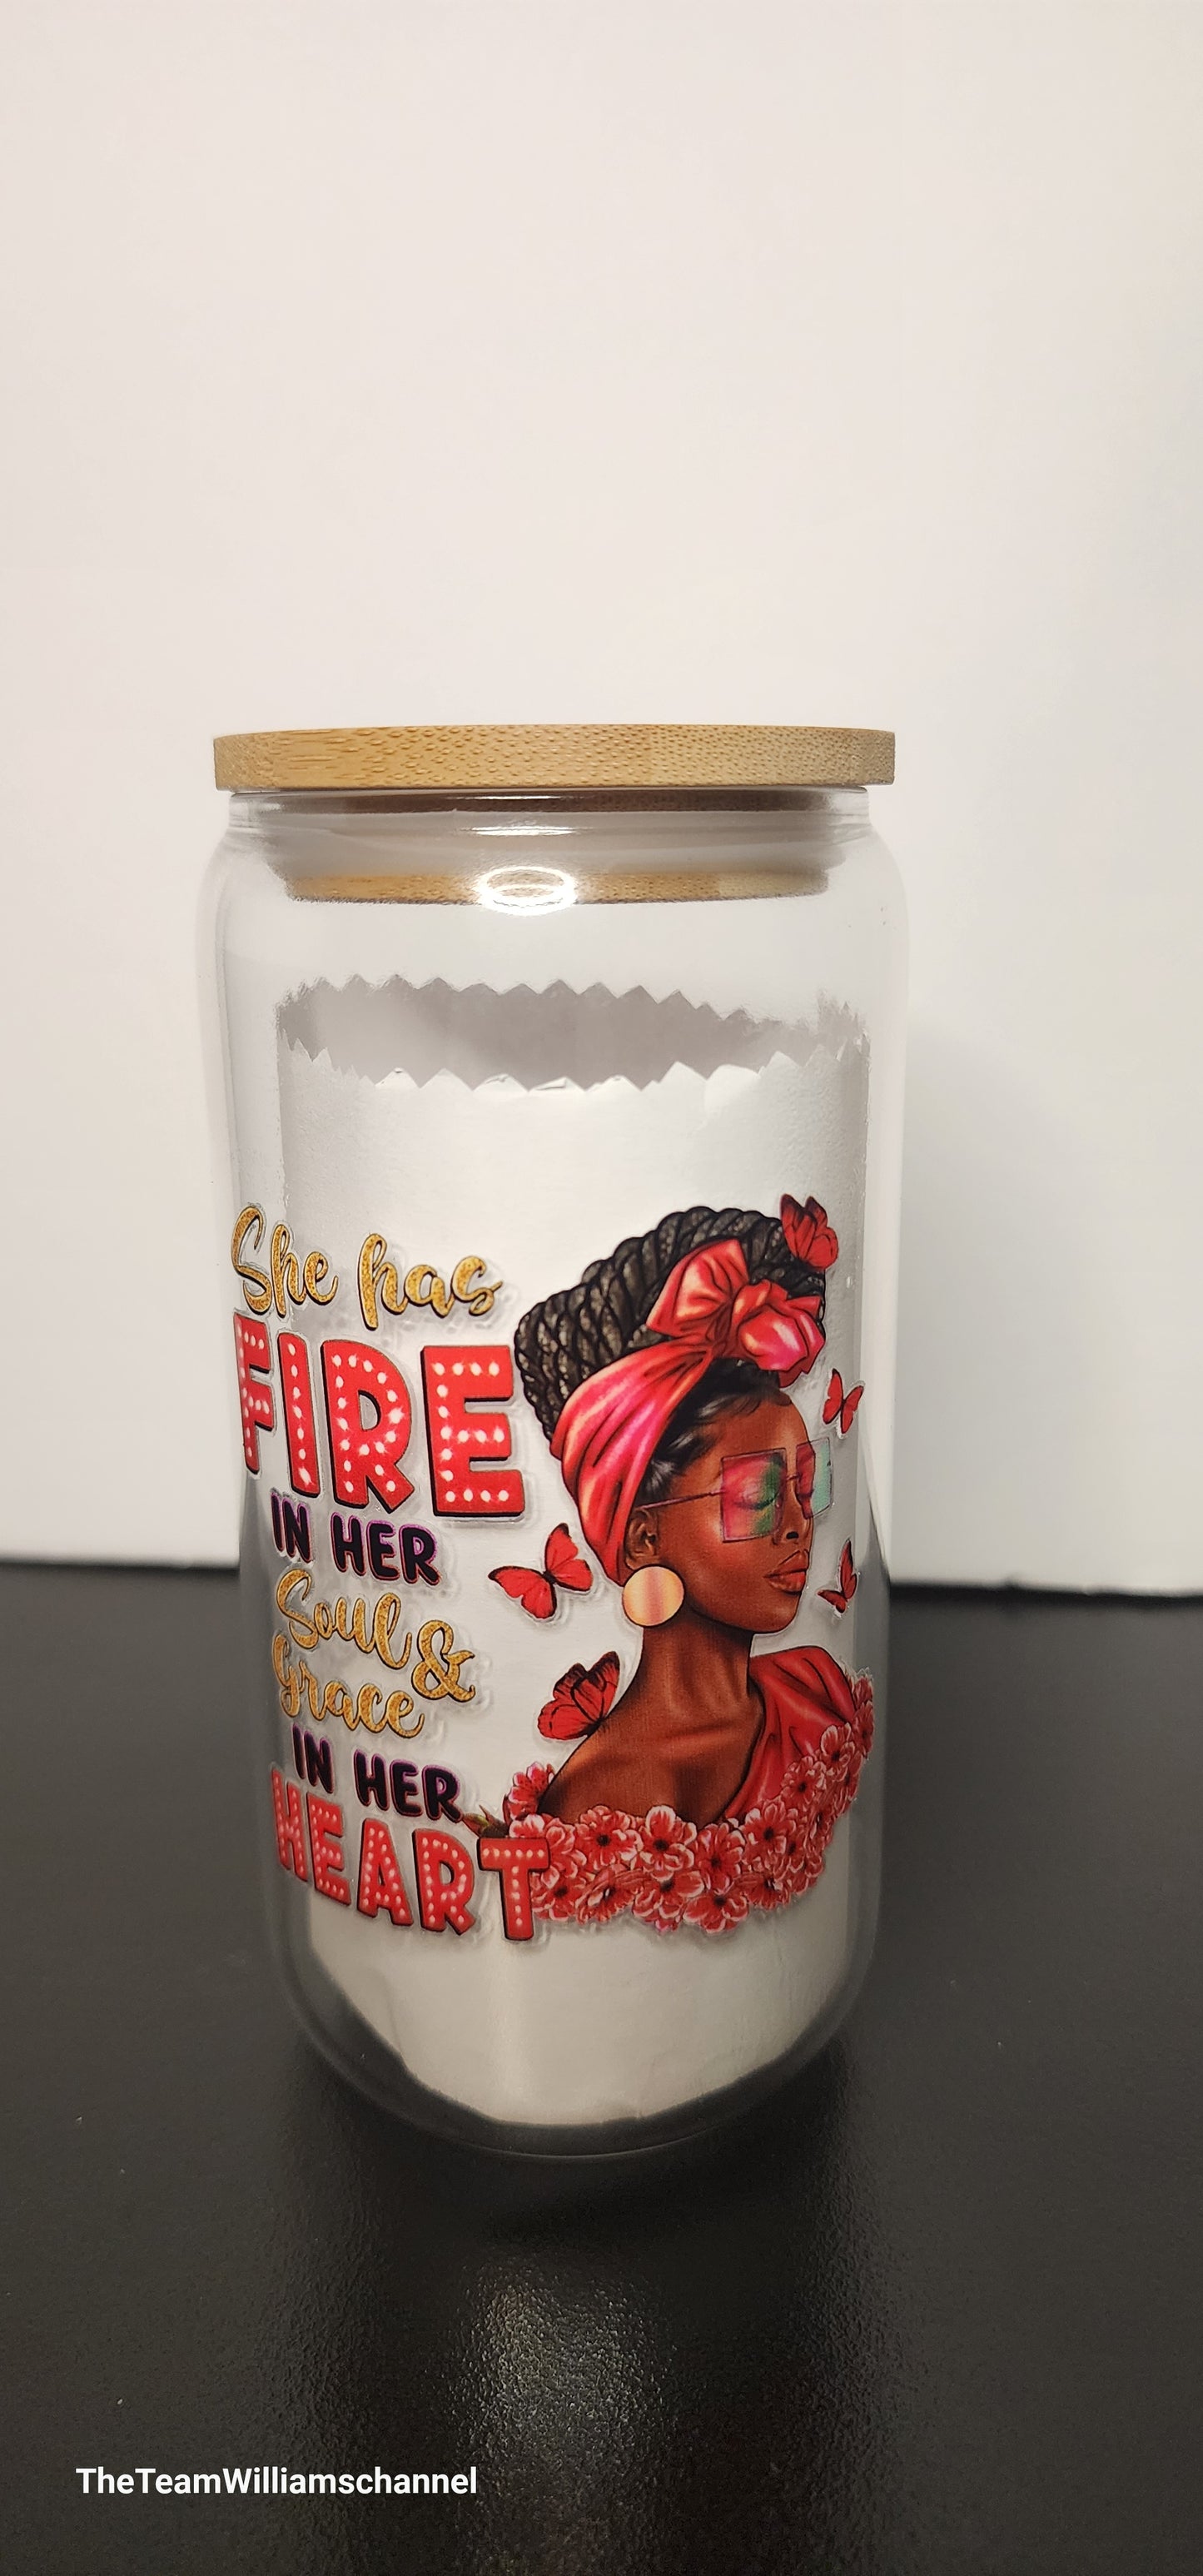 She has
FIRE
IN HER
Soul &
Grace
IN HER
HEART
TheTeamWilliamschannel